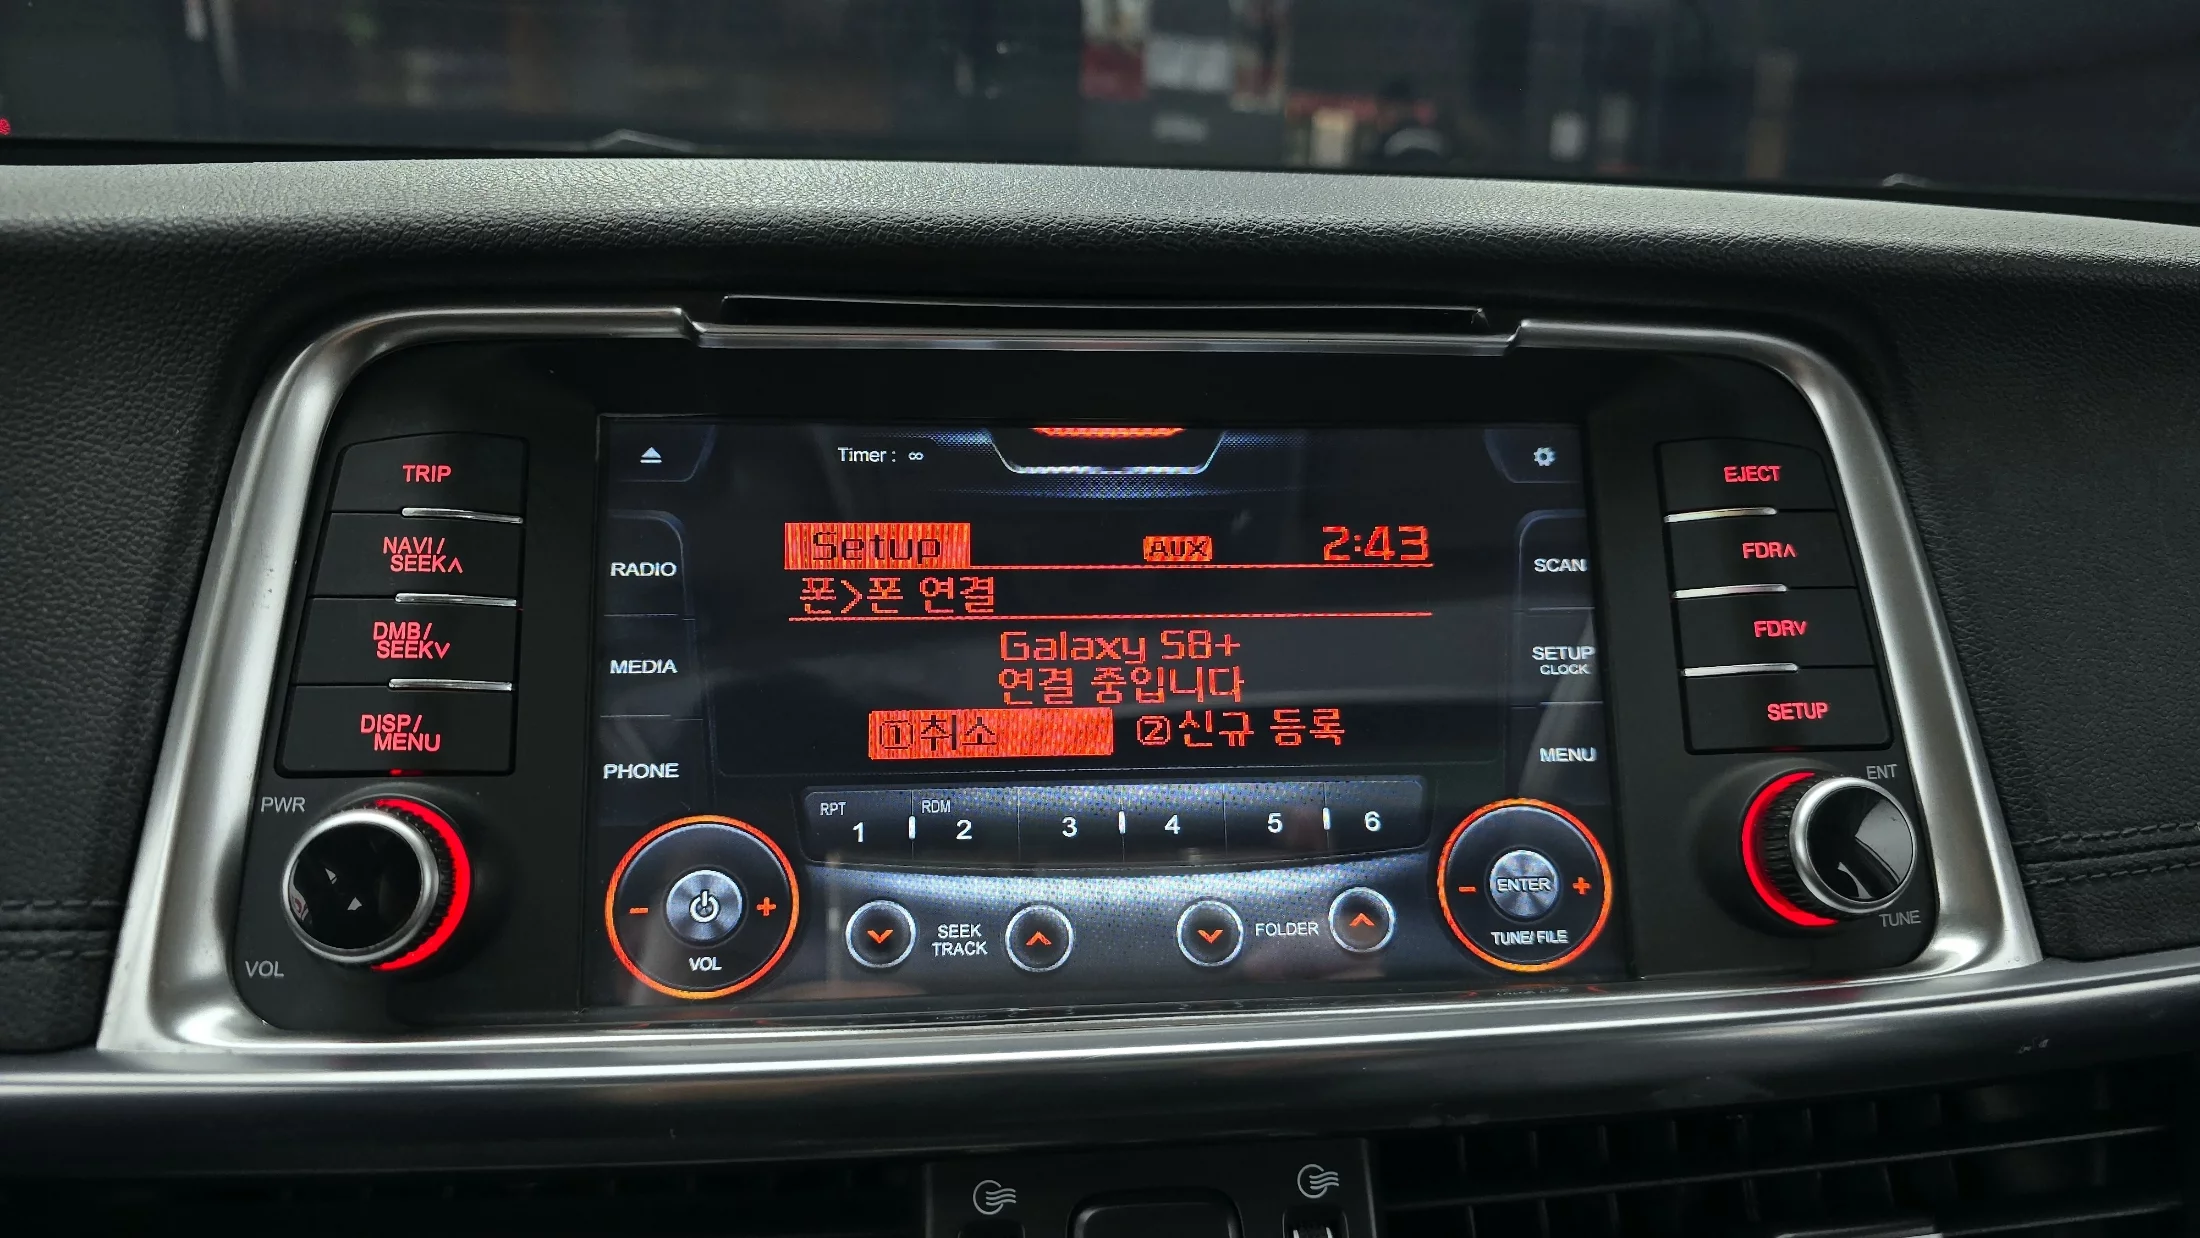 TRIP
NAVI/
SEEK∧
DMB/
SEEK∨
DISP/
MENU
PWR
VOL
Timer : ∞
RADIO
MEDIA
PHONE
Setup AUX 2:43
폰>폰 연결
Galaxy S8+
연결 중입니다
①취소 ②신규 등록
SCAN
SETUP
CLOCK
MENU
RPT 1 RDM 2 3 4 5 6
- +
VOL
SEEK
TRACK
FOLDER
- ENTER +
TUNE/ FILE
EJECT
FDR∧
FDR∨
SETUP
ENT
TUNE